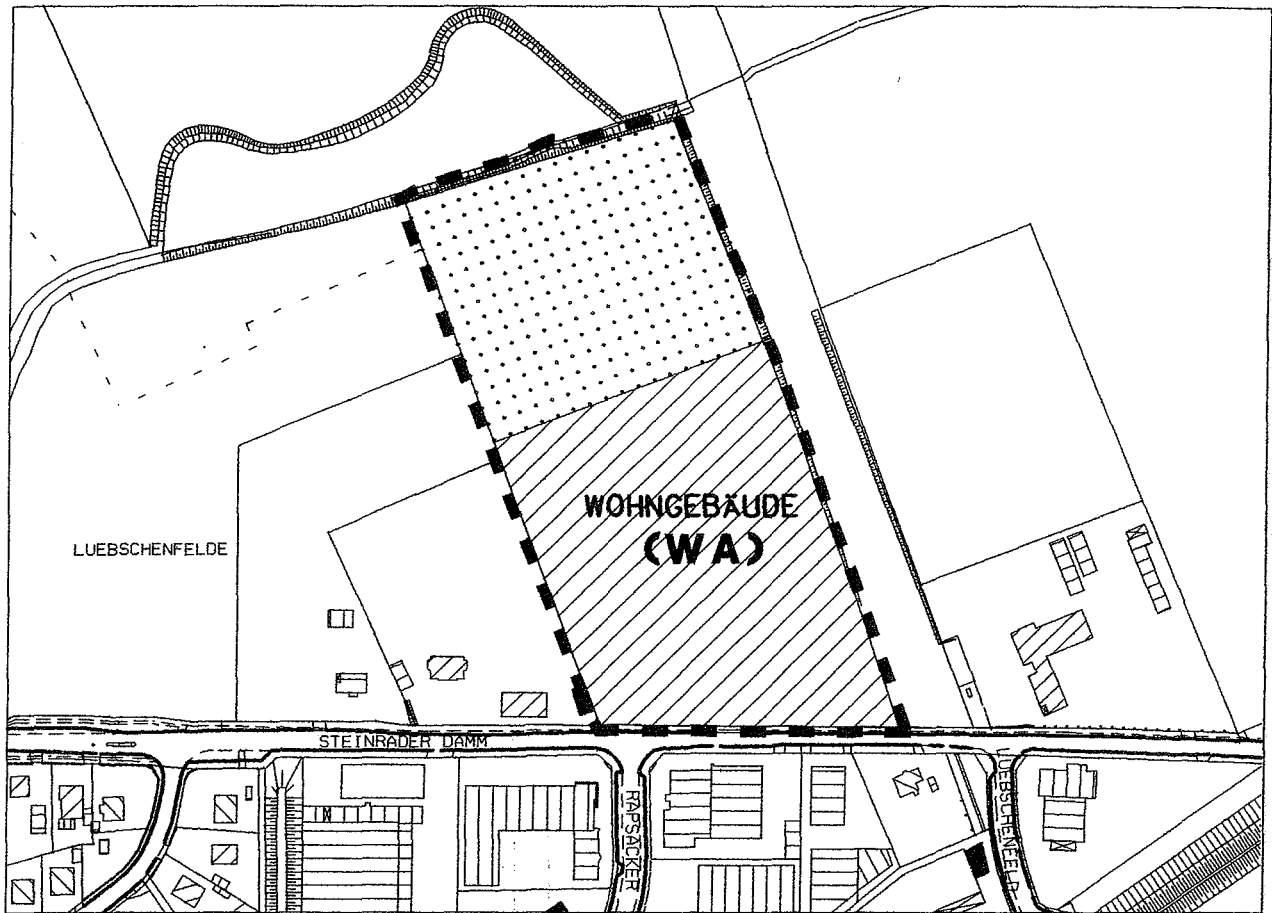 WOHNGEBÄUDE
(WA)
LUEBSCHENFELDE
STEINRADER DAMM
RAPSÄCKER
LUEBSCHENFELD